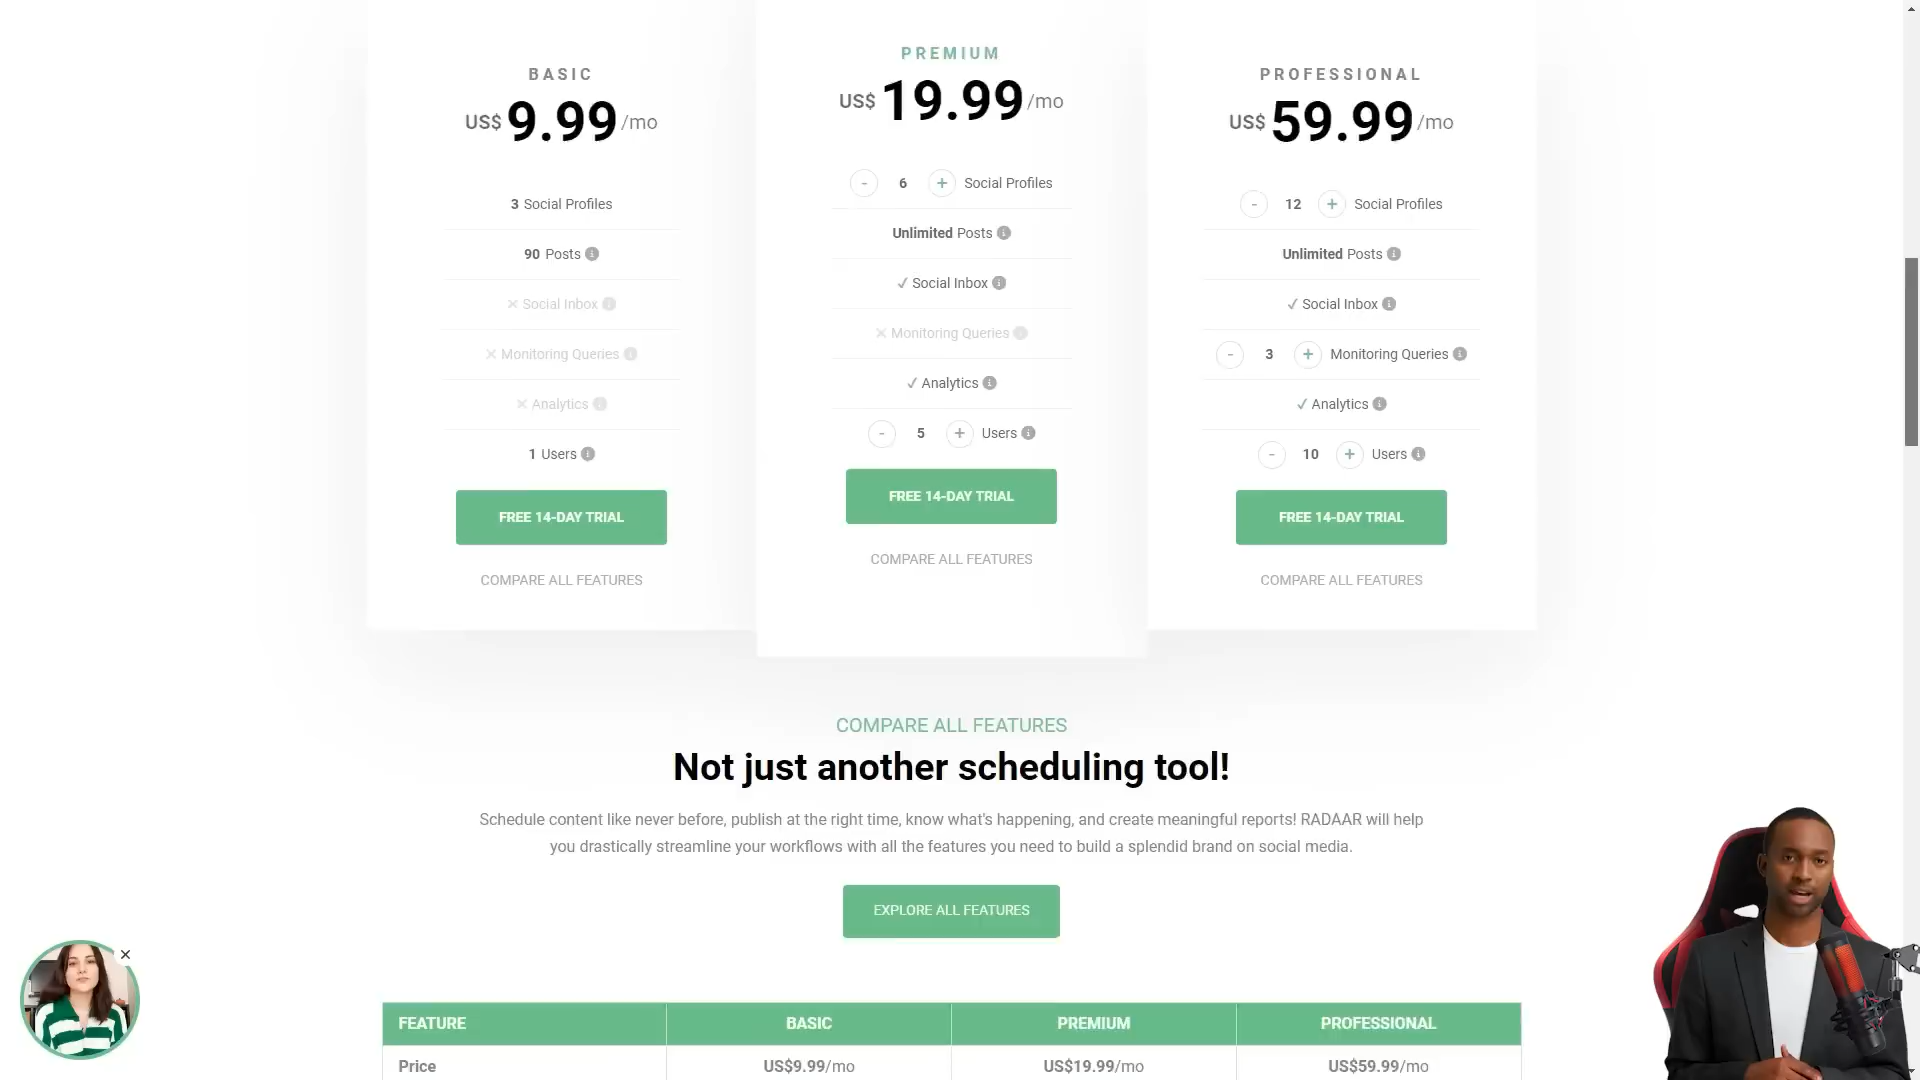 BASIC
US$ 9.99 /mo
3 Social Profiles
90 Posts
Social Inbox
Monitoring Queries
Analytics
1 Users
FREE 14-DAY TRIAL
COMPARE ALL FEATURES
PREMIUM
US$ 19.99 /mo
- 6 + Social Profiles
Unlimited Posts
✓ Social Inbox
✕ Monitoring Queries
✓ Analytics
- 5 + Users
FREE 14-DAY TRIAL
COMPARE ALL FEATURES
PROFESSIONAL
US$ 59.99 /mo
- 12 + Social Profiles
Unlimited Posts
✓ Social Inbox
- 3 + Monitoring Queries
✓ Analytics
- 10 + Users
FREE 14-DAY TRIAL
COMPARE ALL FEATURES
COMPARE ALL FEATURES
Not just another scheduling tool!
Schedule content like never before, publish at the right time, know what's happening, and create meaningful reports! RADAAR will help
you drastically streamline your workflows with all the features you need to build a splendid brand on social media.
EXPLORE ALL FEATURES
FEATURE BASIC PREMIUM PROFESSIONAL
Price US$9.99/mo US$19.99/mo US$59.99/mo